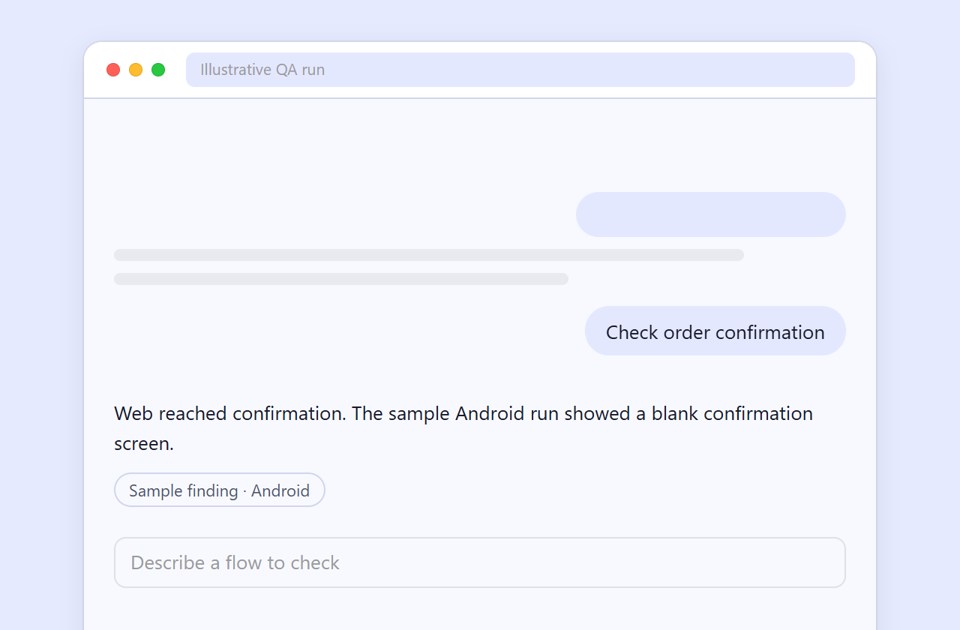 Illustrative QA run
Check order confirmation
Web reached confirmation. The sample Android run showed a blank confirmation
screen.
Sample finding · Android
Describe a flow to check